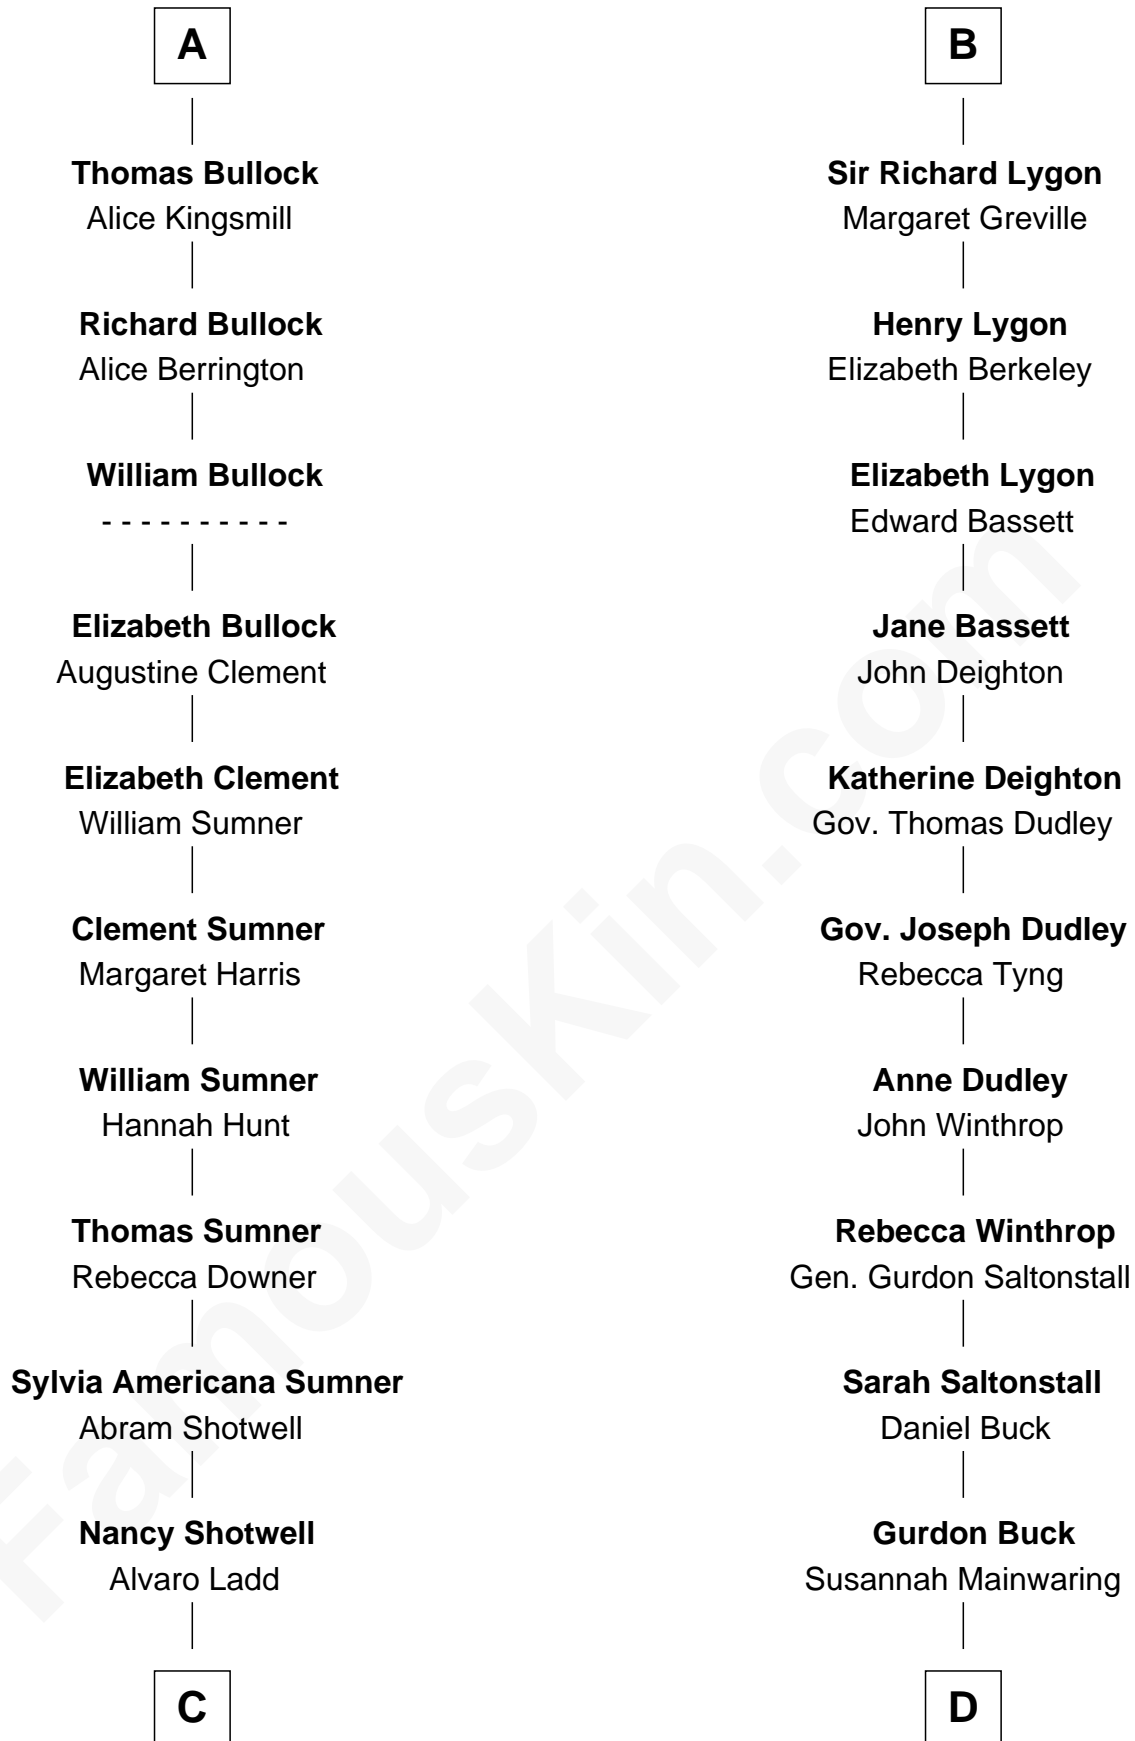 A
Thomas Bullock
Alice Kingsmill
Richard Bullock
Alice Berrington
William Bullock
- - - - - - - - - -
Elizabeth Bullock
Augustine Clement
Elizabeth Clement
William Sumner
Clement Sumner
Margaret Harris
William Sumner
Hannah Hunt
Thomas Sumner
Rebecca Downer
Sylvia Americana Sumner
Abram Shotwell
Nancy Shotwell
Alvaro Ladd
C
B
Sir Richard Lygon
Margaret Greville
Henry Lygon
Elizabeth Berkeley
Elizabeth Lygon
Edward Bassett
Jane Bassett
John Deighton
Katherine Deighton
Gov. Thomas Dudley
Gov. Joseph Dudley
Rebecca Tyng
Anne Dudley
John Winthrop
Rebecca Winthrop
Gen. Gurdon Saltonstall
Sarah Saltonstall
Daniel Buck
Gurdon Buck
Susannah Mainwaring
D
FamousKin.com